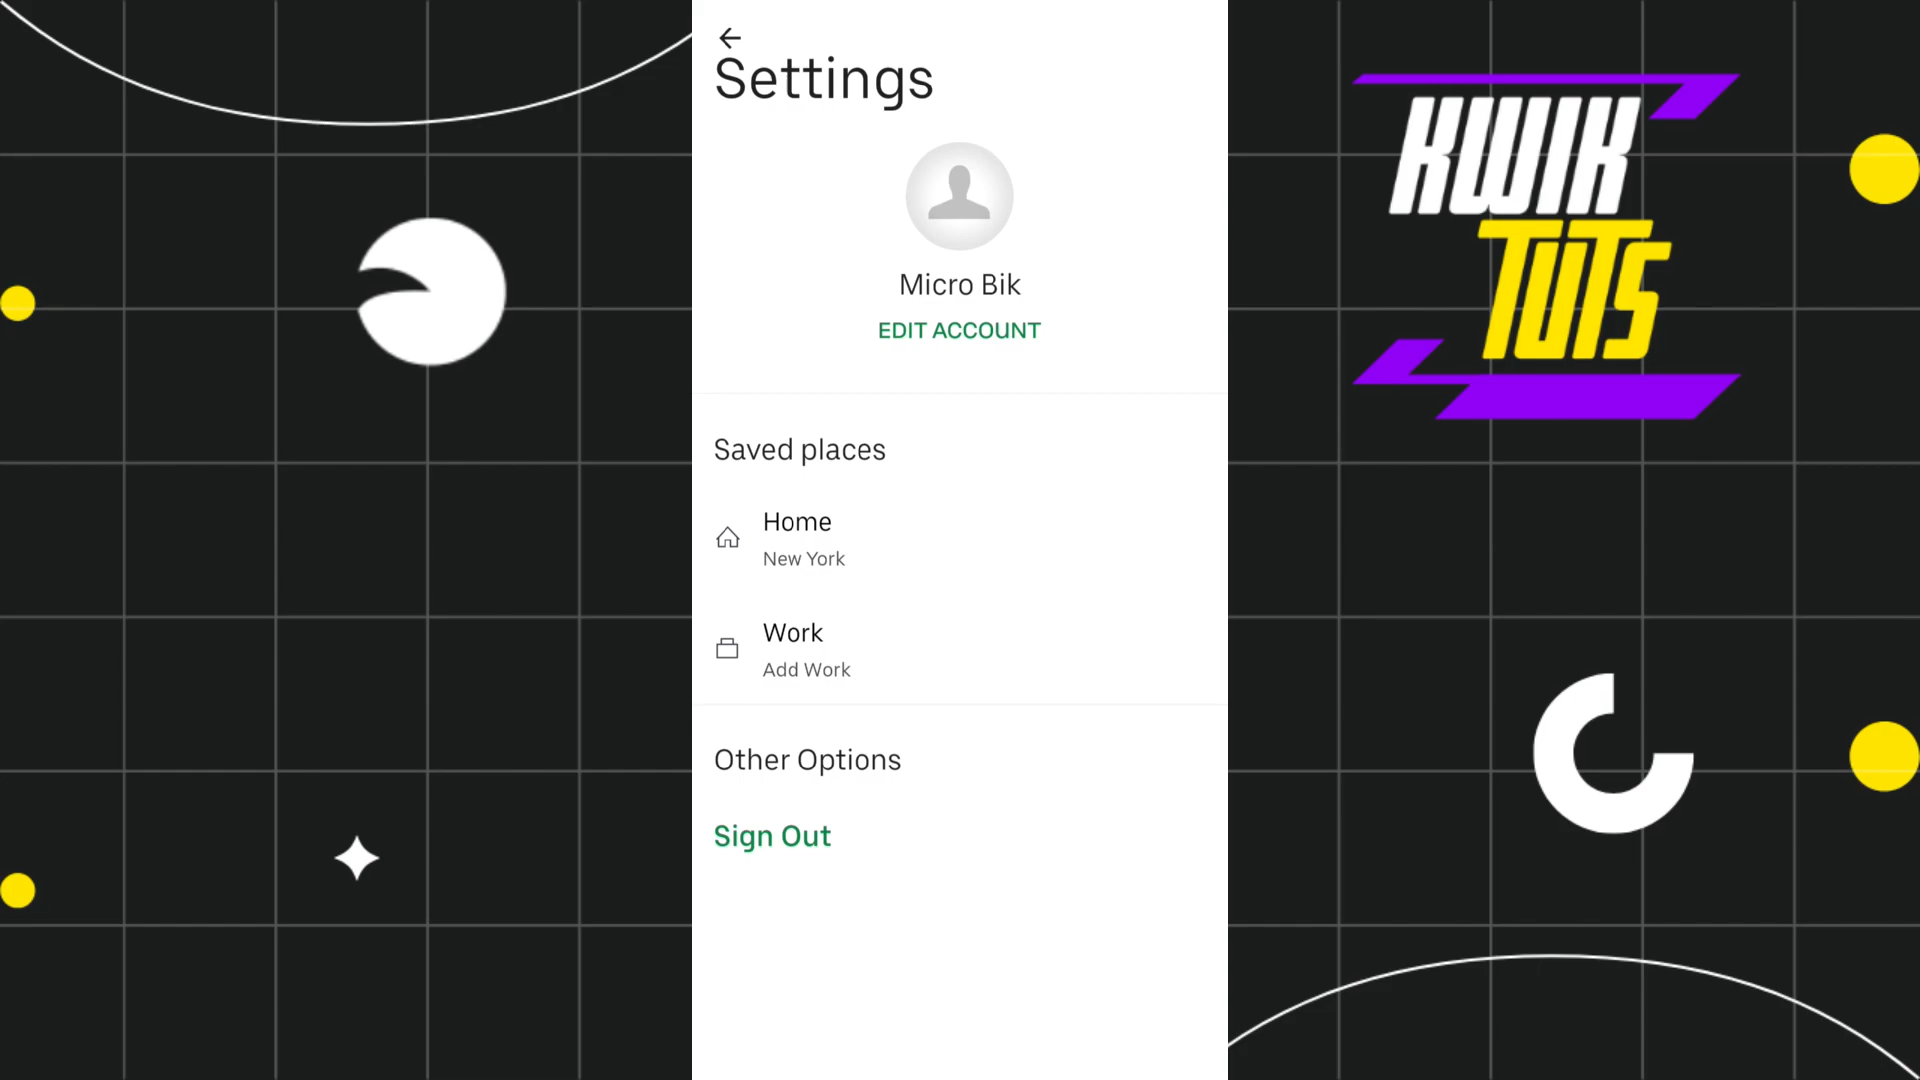 Settings
Micro Bik
EDIT ACCOUNT
Saved places
Home
New York
Work
Add Work
Other Options
Sign Out
KWIK
TUTS